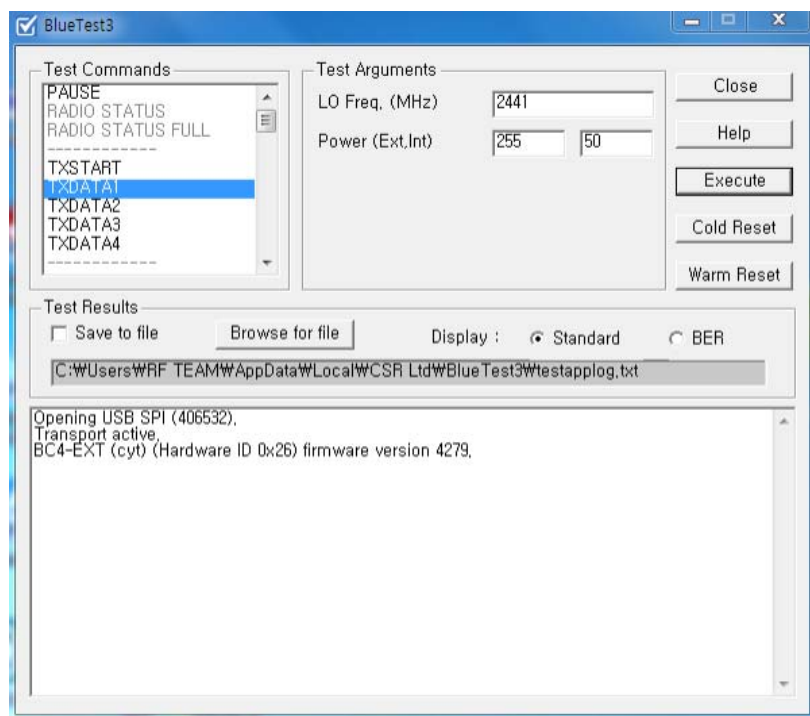 BlueTest3
Test Commands
PAUSE
RADIO STATUS
RADIO STATUS FULL
------------
TXSTART
TXDATA1
TXDATA2
TXDATA3
TXDATA4
------------
Test Arguments
LO Freq. (MHz) 2441
Power (Ext,Int) 255 50
Close
Help
Execute
Cold Reset
Warm Reset
Test Results
Save to file Browse for file Display : Standard BER
C:₩Users₩RF TEAM₩AppData₩Local₩CSR Ltd₩BlueTest3₩testapplog.txt
Opening USB SPI (406532),
Transport active,
BC4-EXT (cyt) (Hardware ID 0x26) firmware version 4279,